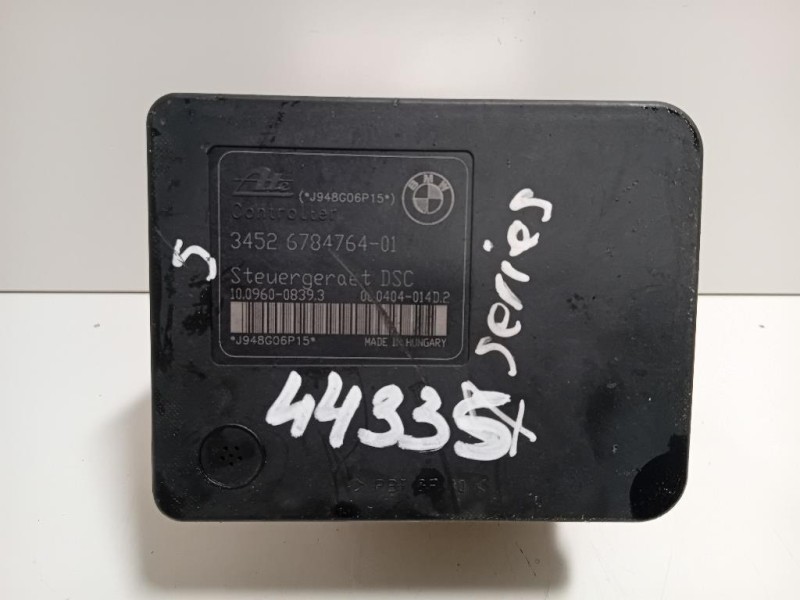 Ate (*J948G06P15*) BMW
Controller
3452 6784764-01
Steuergeraet DSC
10.0960-0839.3 00.0404-014D.2
*J948G06P15*
MADE IN HUNGARY
5
series
4433